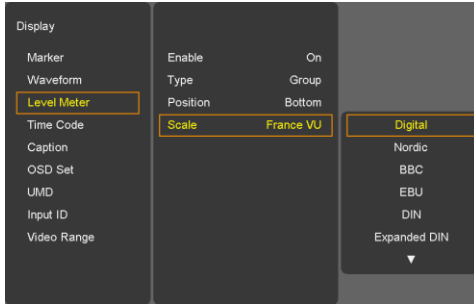 Display
Marker
Waveform
Level Meter
Time Code
Caption
OSD Set
UMD
Input ID
Video Range
Enable On
Type Group
Position Bottom
Scale France VU
Digital
Nordic
BBC
EBU
DIN
Expanded DIN
▼